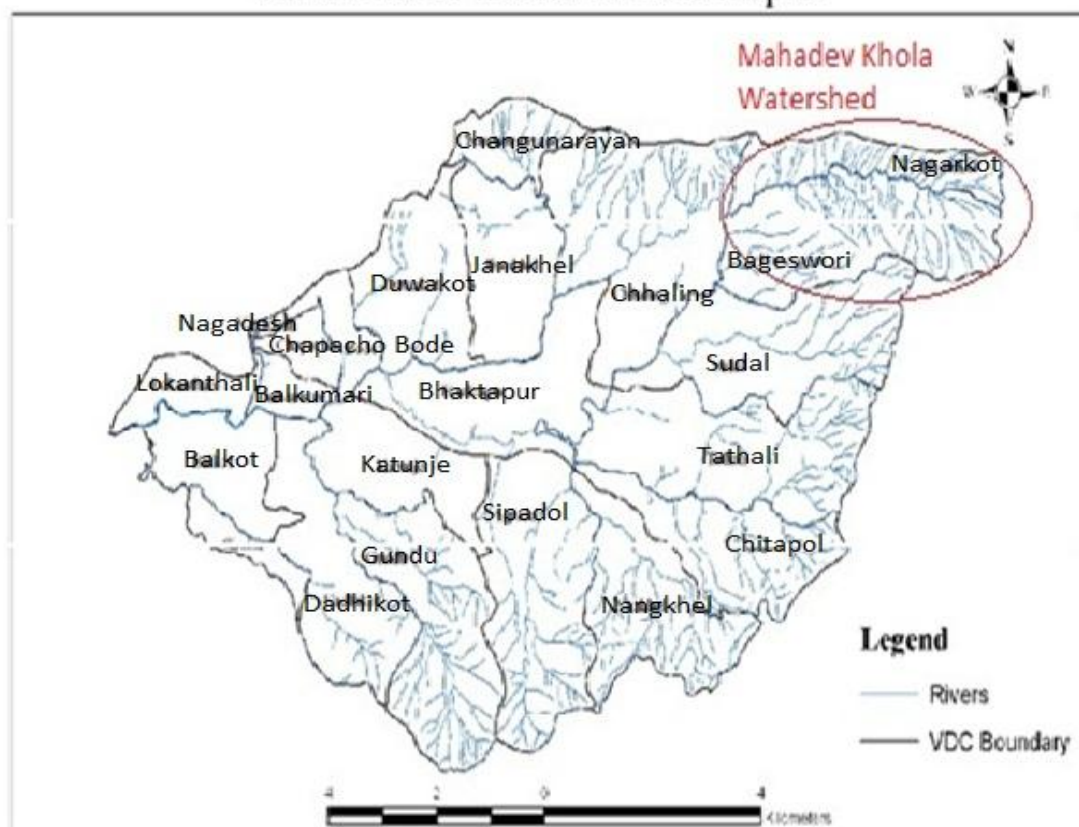 Mahadev Khola
Watershed
N
W
E
S
Changunarayan
Nagarkot
Bageswori
Janakhel
Duwakot
Chhaling
Nagadesh
Chapacho Bode
Sudal
Lokanthali
Balkumari
Bhaktapur
Balkot
Katunje
Tathali
Sipadol
Chitapol
Gundu
Dadhikot
Nangkhel
Legend
Rivers
VDC Boundary
4 2 0 4
Kilometers